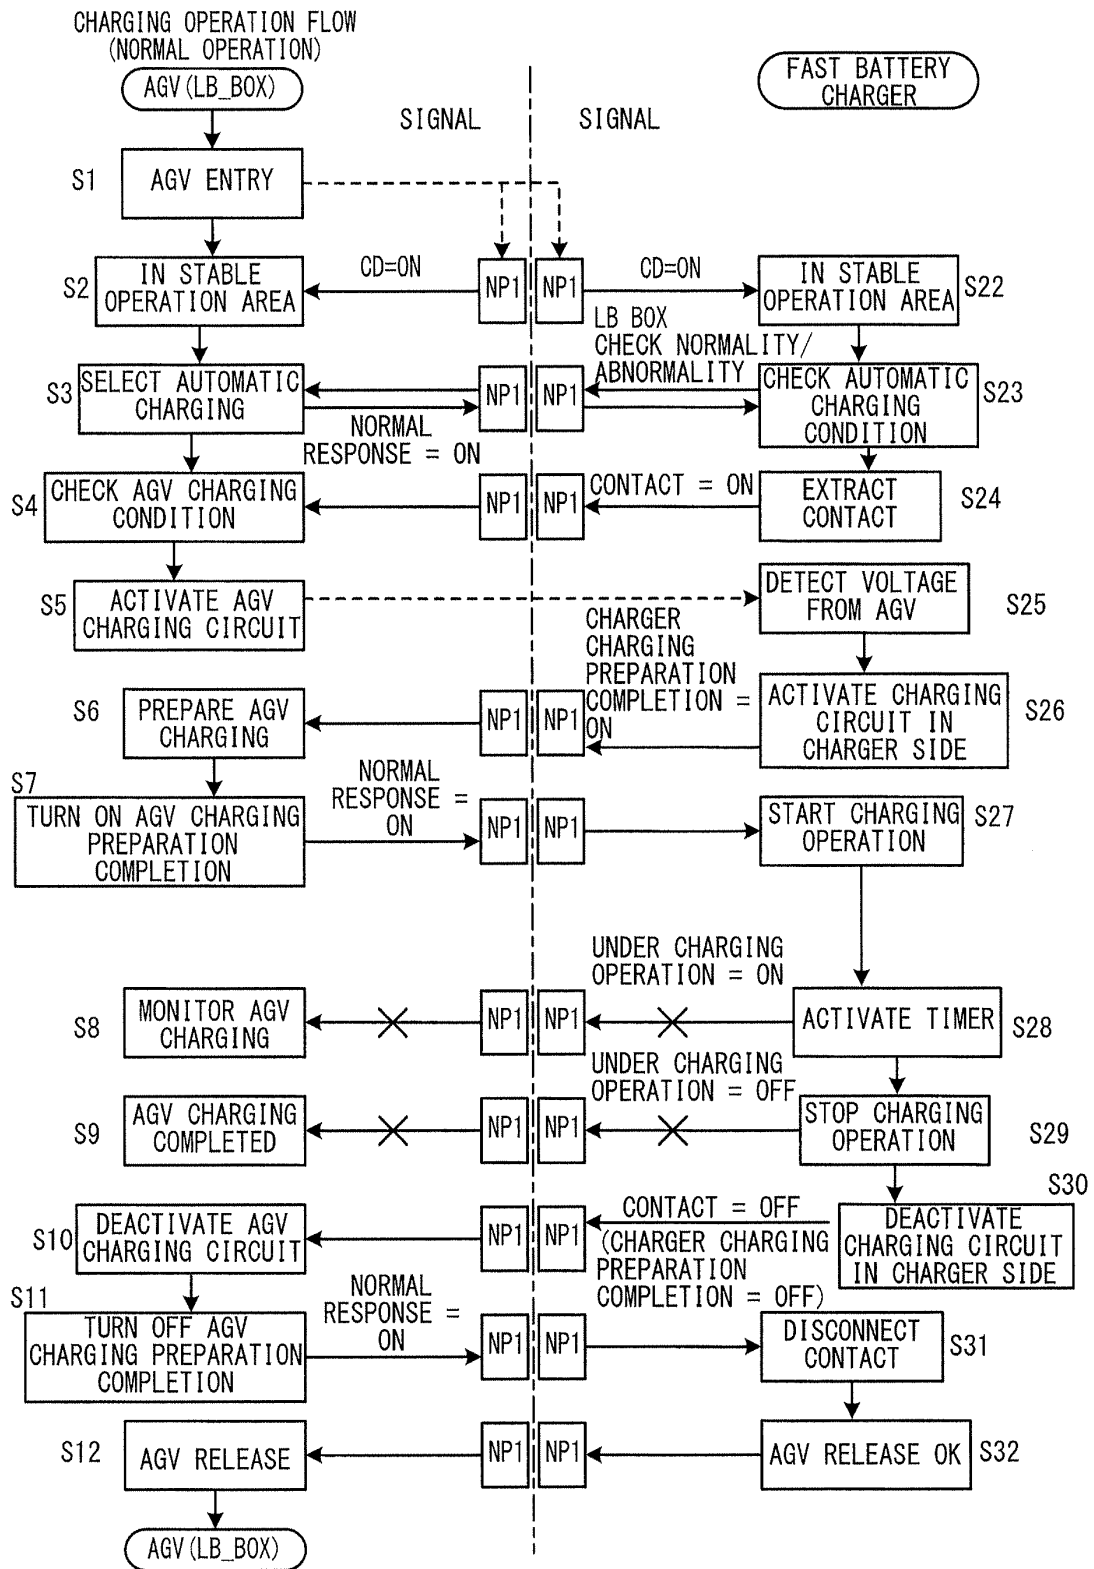 CHARGING OPERATION FLOW
(NORMAL OPERATION)
AGV(LB_BOX)
FAST BATTERY
CHARGER
SIGNAL
SIGNAL
S1
AGV ENTRY
S2
IN STABLE
OPERATION AREA
CD=ON
NP1
NP1
CD=ON
IN STABLE
OPERATION AREA
S22
LB BOX
CHECK NORMALITY/
ABNORMALITY
S3
SELECT AUTOMATIC
CHARGING
NORMAL
RESPONSE = ON
NP1
NP1
CHECK AUTOMATIC
CHARGING
CONDITION
S23
S4
CHECK AGV CHARGING
CONDITION
NP1
NP1
CONTACT = ON
EXTRACT
CONTACT
S24
S5
ACTIVATE AGV
CHARGING CIRCUIT
DETECT VOLTAGE
FROM AGV
S25
CHARGER
CHARGING
PREPARATION
COMPLETION =
ON
S6
PREPARE AGV
CHARGING
NP1
NP1
ACTIVATE CHARGING
CIRCUIT IN
CHARGER SIDE
S26
S7
TURN ON AGV CHARGING
PREPARATION
COMPLETION
NORMAL
RESPONSE =
ON
NP1
NP1
START CHARGING
OPERATION
S27
UNDER CHARGING
OPERATION = ON
S8
MONITOR AGV
CHARGING
NP1
NP1
ACTIVATE TIMER
S28
UNDER CHARGING
OPERATION = OFF
S9
AGV CHARGING
COMPLETED
NP1
NP1
STOP CHARGING
OPERATION
S29
S30
S10
DEACTIVATE AGV
CHARGING CIRCUIT
NP1
NP1
CONTACT = OFF
(CHARGER CHARGING
PREPARATION
COMPLETION = OFF)
DEACTIVATE
CHARGING CIRCUIT
IN CHARGER SIDE
S11
TURN OFF AGV
CHARGING PREPARATION
COMPLETION
NORMAL
RESPONSE =
ON
NP1
NP1
DISCONNECT
CONTACT
S31
S12
AGV RELEASE
NP1
NP1
AGV RELEASE OK
S32
AGV(LB_BOX)